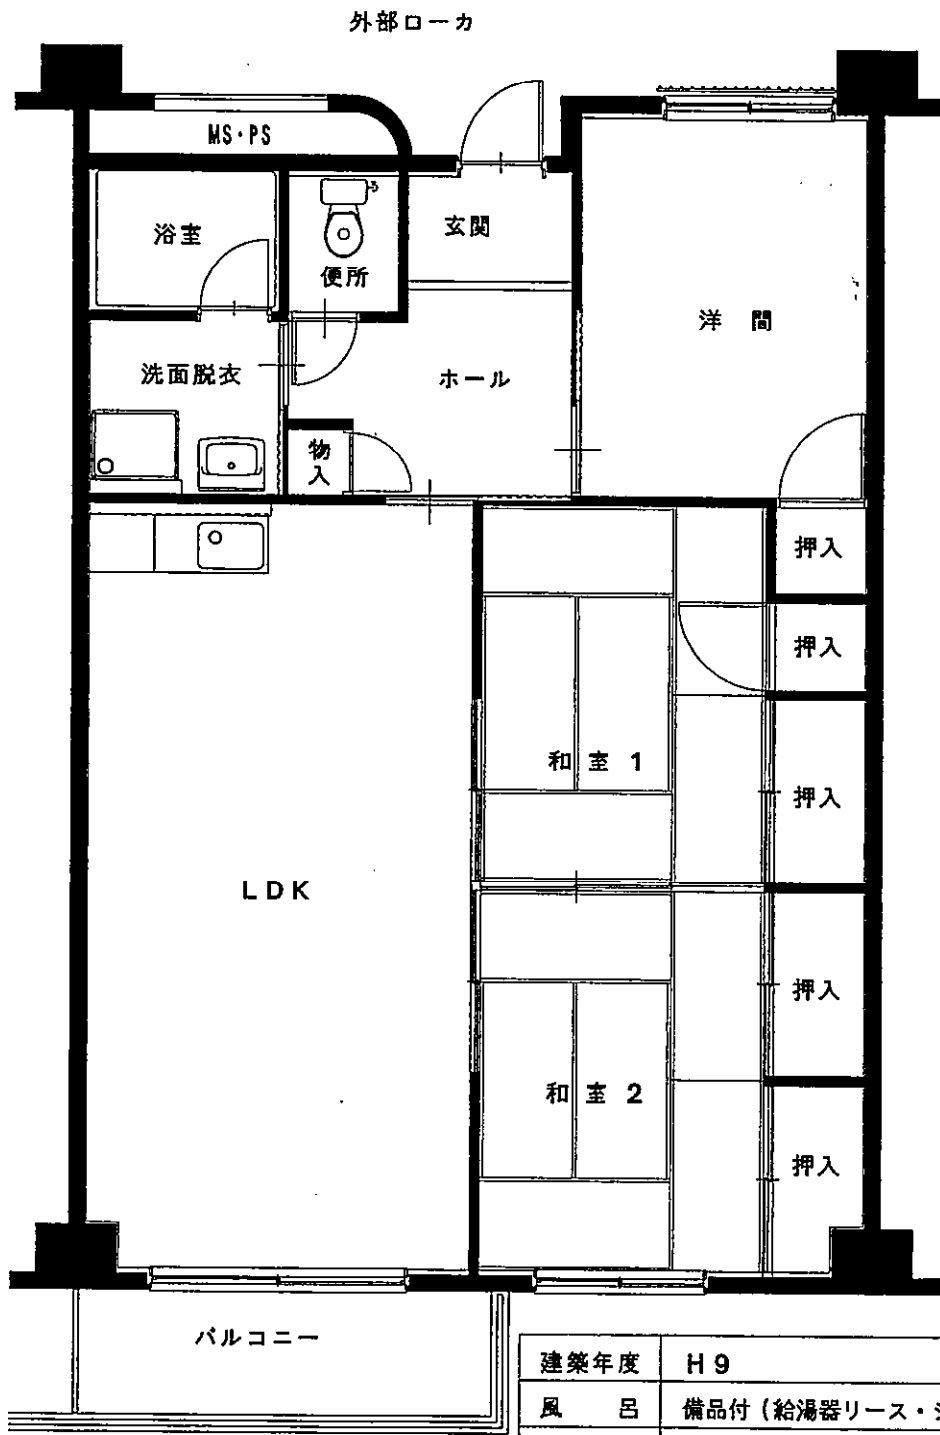 外部ローカ
MS・PS
浴室
便所
玄関
洋間
洗面脱衣
ホール
物入
押入
押入
和室1
押入
LDK
押入
和室2
押入
バルコニー
建築年度 H9
風呂 備品付(給湯器リース・シ